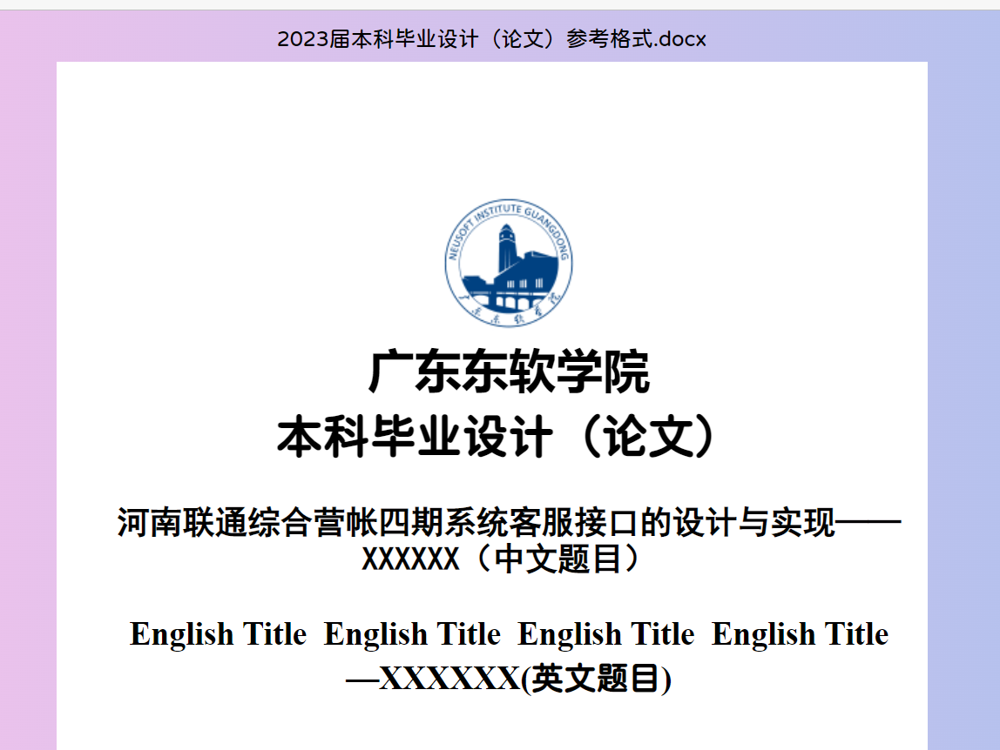 2023届本科毕业设计（论文）参考格式.docx
NEUSOFT INSTITUTE GUANGDONG
广东东软学院
广东东软学院
本科毕业设计（论文）
河南联通综合营帐四期系统客服接口的设计与实现——
XXXXXX（中文题目）
English Title  English Title  English Title  English Title
—XXXXXX(英文题目)